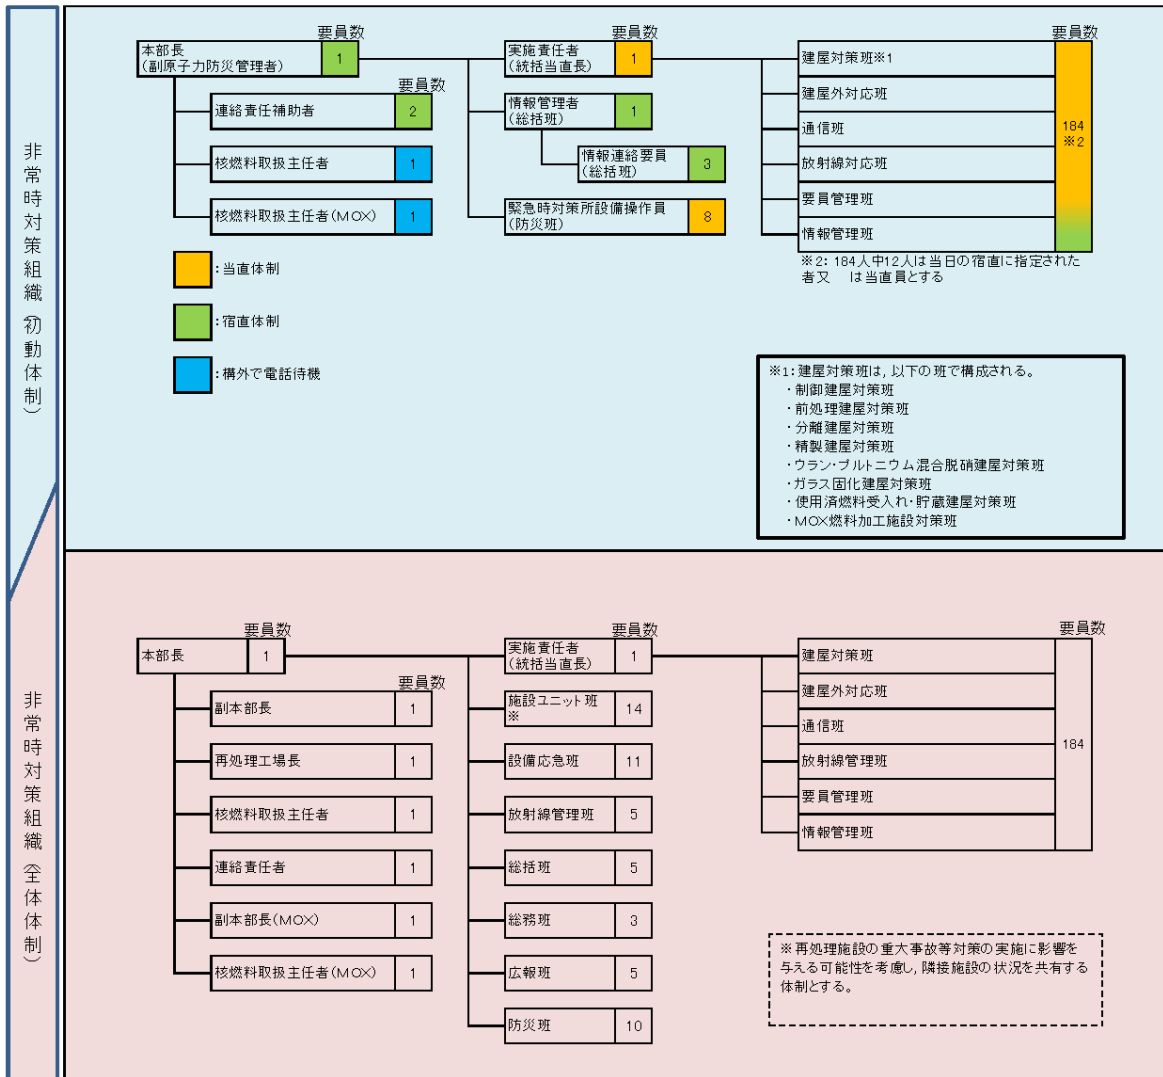 非常時対策組織(初動体制)
要員数
本部長
(副原子力防災管理者)
1
要員数
連絡責任補助者
2
核燃料取扱主任者
1
核燃料取扱主任者(MOX)
1
:当直体制
:宿直体制
:構外で電話待機
要員数
実施責任者
(統括当直長)
1
情報管理者
(総括班)
1
情報連絡要員
(総括班)
3
緊急時対策所設備操作員
(防災班)
8
要員数
建屋対策班※1
建屋外対応班
通信班
放射線対応班
要員管理班
情報管理班
184
※2
※2: 184人中12人は当日の宿直に指定された
者又 は当直員とする
※1:建屋対策班は,以下の班で構成される。
・制御建屋対策班
・前処理建屋対策班
・分離建屋対策班
・精製建屋対策班
・ウラン・プルトニウム混合脱硝建屋対策班
・ガラス固化建屋対策班
・使用済燃料受入れ・貯蔵建屋対策班
・MOX燃料加工施設対策班
非常時対策組織(全体体制)
要員数
本部長
1
要員数
副本部長
1
再処理工場長
1
核燃料取扱主任者
1
連絡責任者
1
副本部長(MOX)
1
核燃料取扱主任者(MOX)
1
要員数
実施責任者
(統括当直長)
1
施設ユニット班
※
14
設備応急班
11
放射線管理班
5
総括班
5
総務班
3
広報班
5
防災班
10
要員数
建屋対策班
建屋外対応班
通信班
放射線管理班
要員管理班
情報管理班
184
※再処理施設の重大事故等対策の実施に影響を
与える可能性を考慮し,隣接施設の状況を共有する
体制とする。